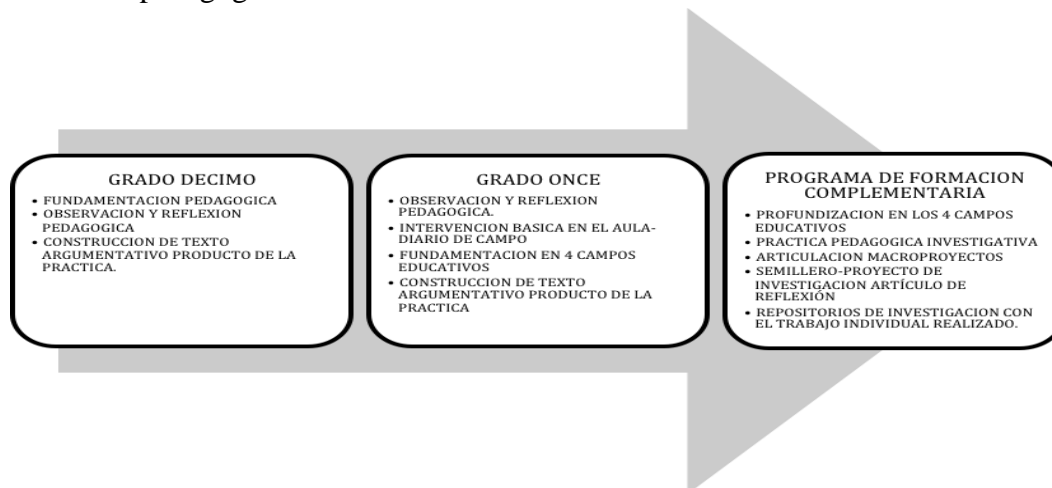 GRADO DECIMO
• FUNDAMENTACION PEDAGOGICA
• OBSERVACION Y REFLEXION
PEDAGOGICA
• CONSTRUCCION DE TEXTO
ARGUMENTATIVO PRODUCTO DE LA
PRACTICA.
GRADO ONCE
• OBSERVACION Y REFLEXION
PEDAGOGICA.
• INTERVENCION BASICA EN EL AULA-
DIARIO DE CAMPO
• FUNDAMENTACION EN 4 CAMPOS
EDUCATIVOS
• CONSTRUCCION DE TEXTO
ARGUMENTATIVO PRODUCTO DE LA
PRACTICA
PROGRAMA DE FORMACION
COMPLEMENTARIA
• PROFUNDIZACION EN LOS 4 CAMPOS
EDUCATIVOS
• PRACTICA PEDAGOGICA INVESTIGATIVA
• ARTICULACION MACROPROYECTOS
• SEMILLERO-PROYECTO DE
INVESTIGACION ARTÍCULO DE
REFLEXIÓN
• REPOSITORIOS DE INVESTIGACION CON
EL TRABAJO INDIVIDUAL REALIZADO.